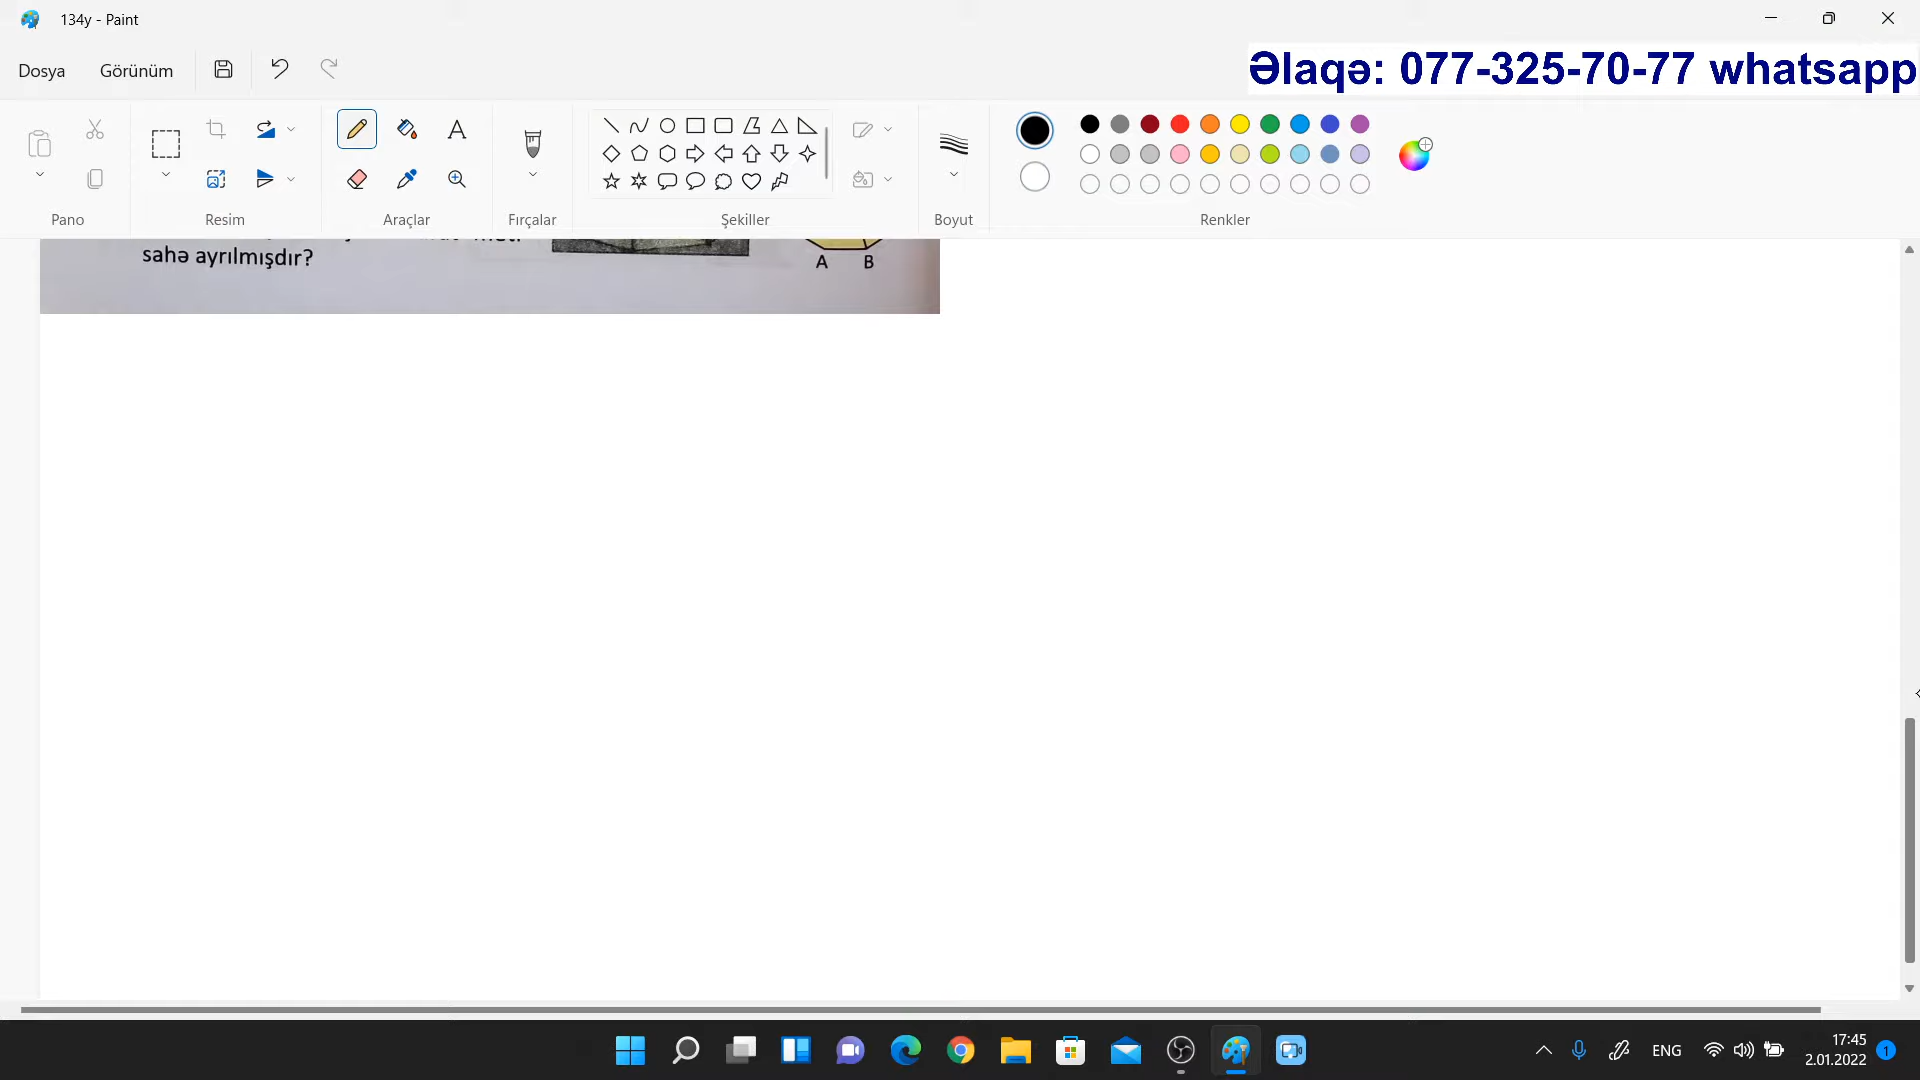 134y - Paint
Dosya Görünüm
Əlaqə: 077-325-70-77 whatsapp
Pano Resim Araçlar Fırçalar Şekiller Boyut Renkler
sahə ayrılmışdır?
A B
ENG
17:45
2.01.2022
1